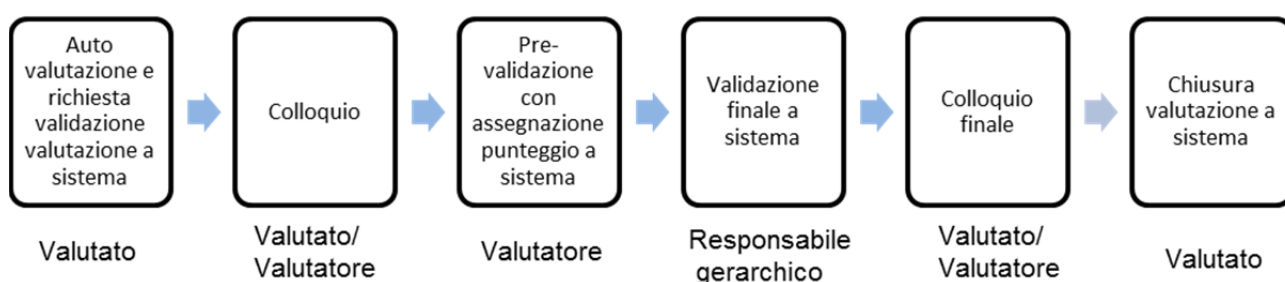 Auto
valutazione e
richiesta
validazione
valutazione a
sistema
Colloquio
Pre-
validazione
con
assegnazione
punteggio a
sistema
Validazione
finale a
sistema
Colloquio
finale
Chiusura
valutazione a
sistema
Valutato
Valutato/
Valutatore
Valutatore
Responsabile
gerarchico
Valutato/
Valutatore
Valutato